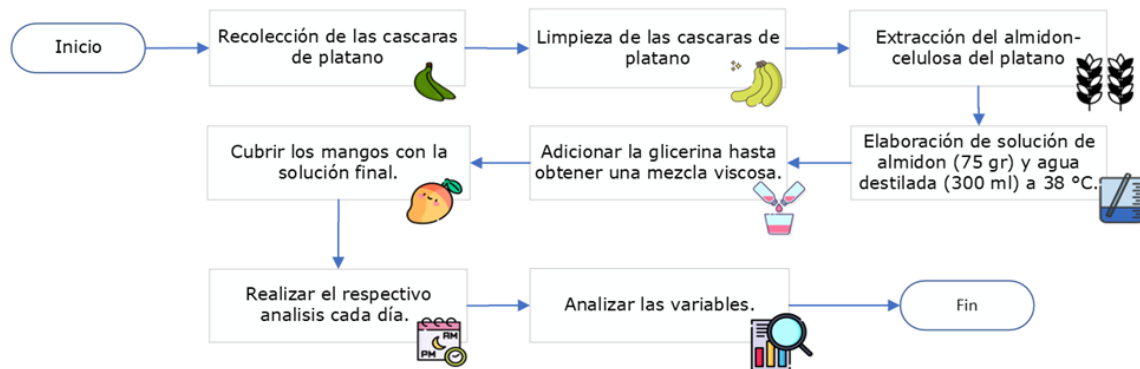 Inicio
Recolección de las cascaras
de platano
Limpieza de las cascaras de
platano
Extracción del almidon-
celulosa del platano
Elaboración de solución de
almidon (75 gr) y agua
destilada (300 ml) a 38 °C.
Adicionar la glicerina hasta
obtener una mezcla viscosa.
Cubrir los mangos con la
solución final.
Realizar el respectivo
analisis cada día.
AM
PM
Analizar las variables.
Fin